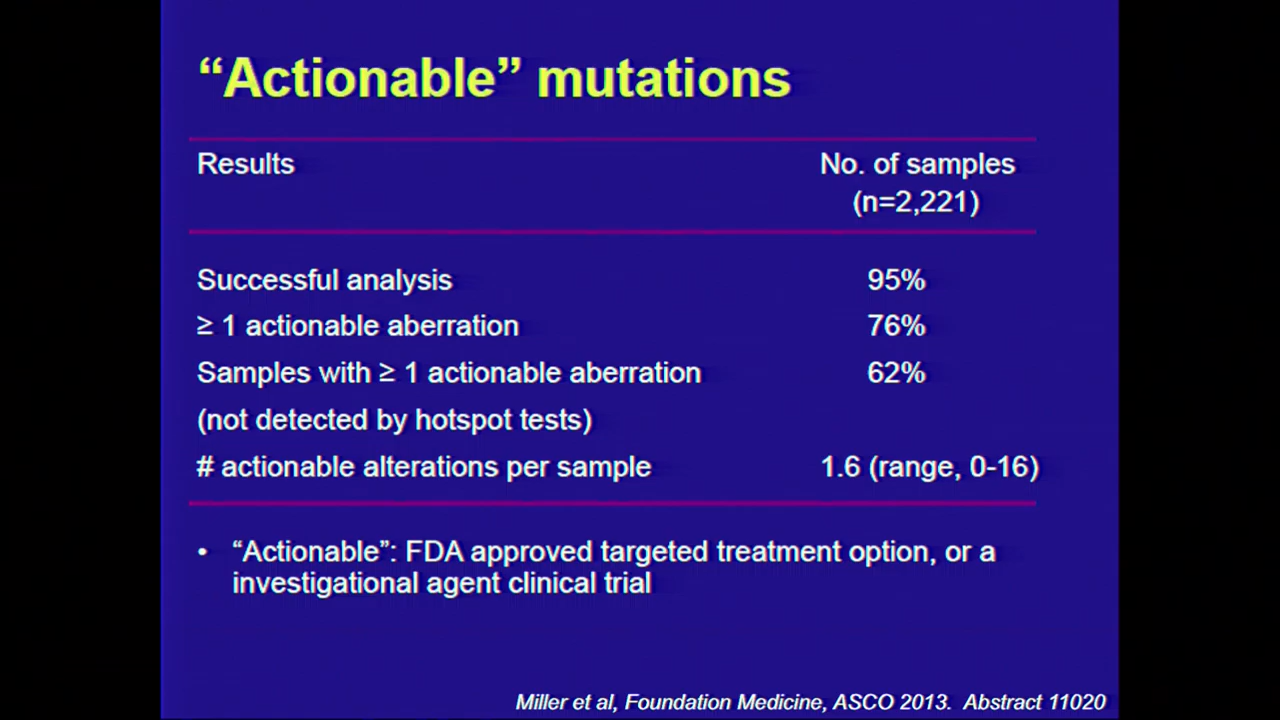 “Actionable” mutations
Results No. of samples
(n=2,221)
Successful analysis 95%
≥ 1 actionable aberration 76%
Samples with ≥ 1 actionable aberration 62%
(not detected by hotspot tests)
# actionable alterations per sample 1.6 (range, 0-16)
• “Actionable”: FDA approved targeted treatment option, or a
investigational agent clinical trial
Miller et al, Foundation Medicine, ASCO 2013. Abstract 11020